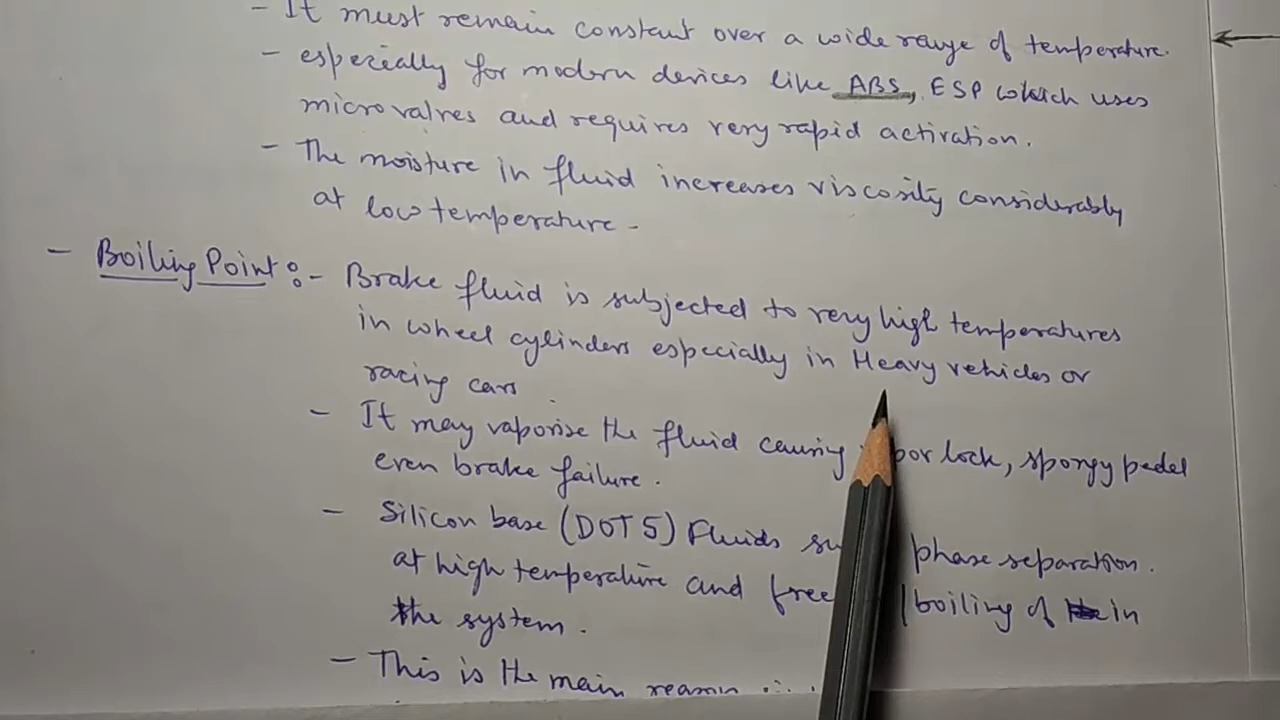 - It must remain constant over a wide range of temperature.
- especially for modern devices like ABS, ESP which uses
micro valves and requires very rapid activation.
- The moisture in fluid increases viscosity considerably
at low temperature -
- Boiling Point :- Brake fluid is subjected to very high temperatures
in wheel cylinders especially in Heavy vehicles or
racing cars
- It may vaporise the fluid causing lock, spongy pedal
even brake failure.
- Silicon base (DOT 5) Fluids phase separation.
at high temperature and boiling of in
the system.
- This is the main reason